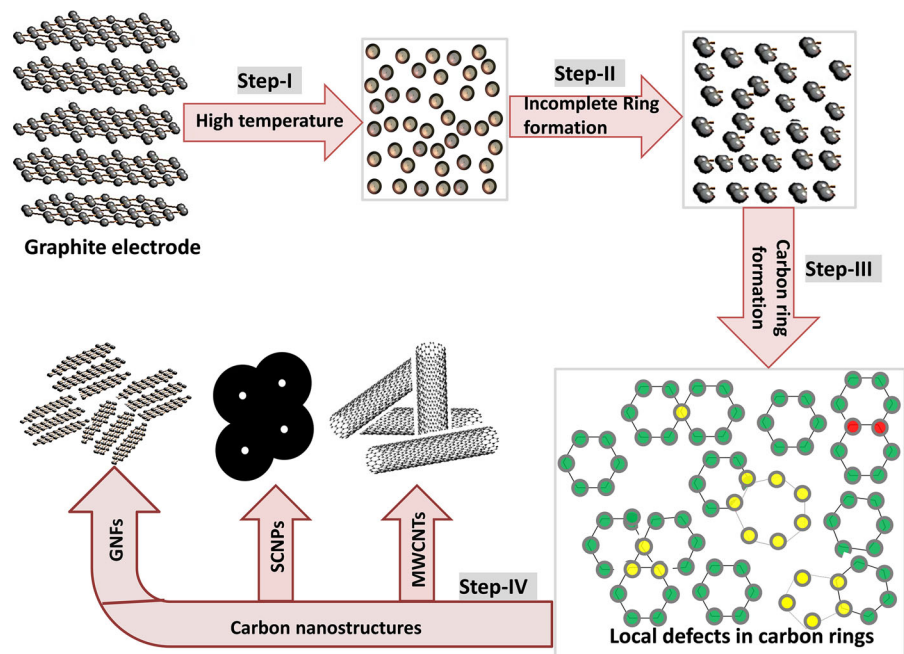 Step-I
High temperature
Step-II
Incomplete Ring
formation
Graphite electrode
Carbon ring
formation
Step-III
GNFs
SCNPs
MWCNTs
Step-IV
Carbon nanostructures
Local defects in carbon rings